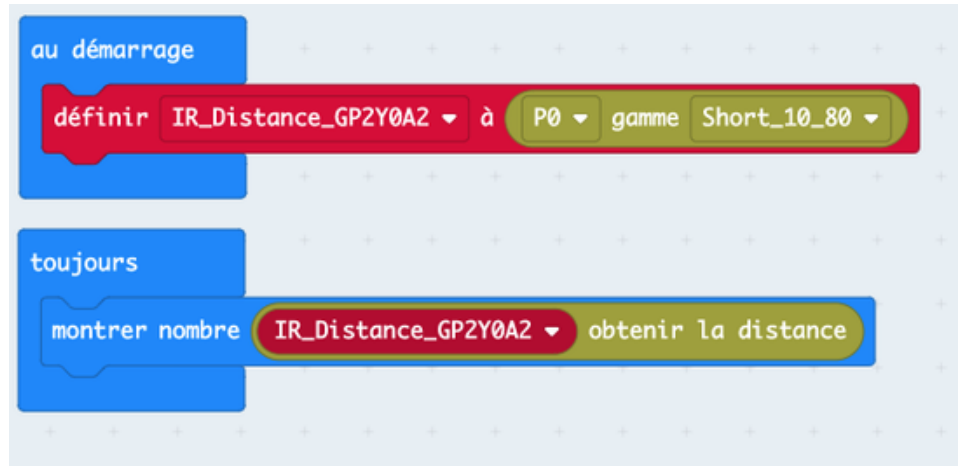 au démarrage
définir IR_Distance_GP2Y0A2 à P0 gamme Short_10_80
toujours
montrer nombre IR_Distance_GP2Y0A2 obtenir la distance